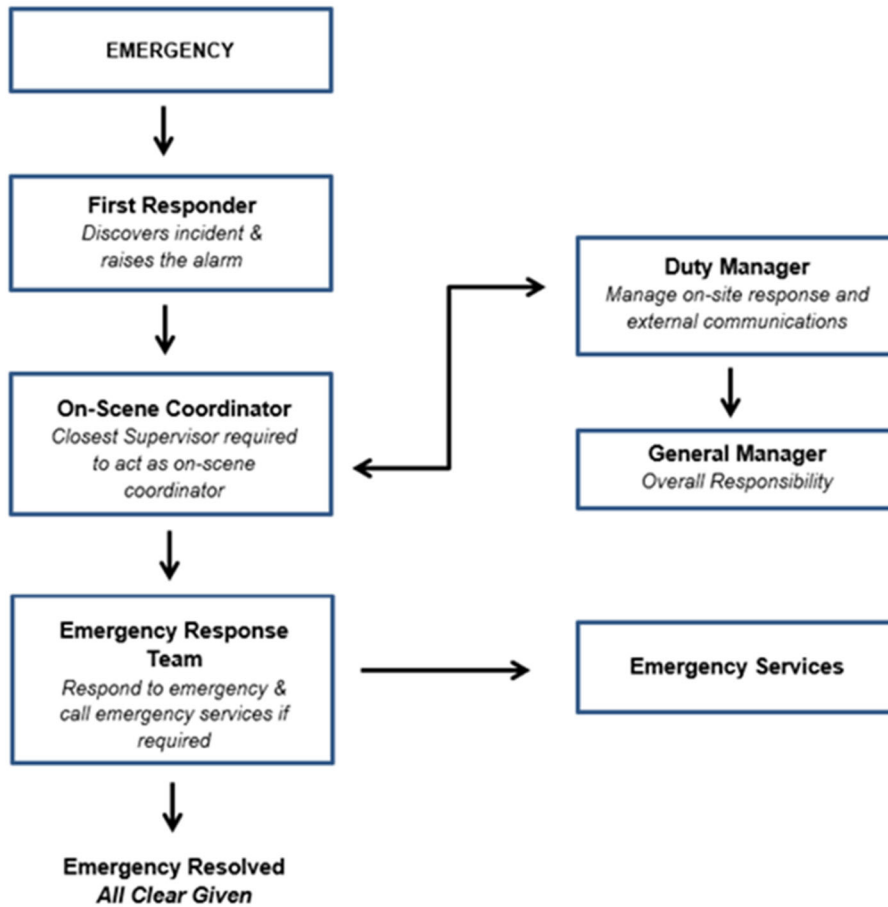 EMERGENCY
First Responder
Discovers incident &
raises the alarm
On-Scene Coordinator
Closest Supervisor required
to act as on-scene
coordinator
Duty Manager
Manage on-site response and
external communications
General Manager
Overall Responsibility
Emergency Response
Team
Respond to emergency &
call emergency services if
required
Emergency Services
Emergency Resolved
All Clear Given